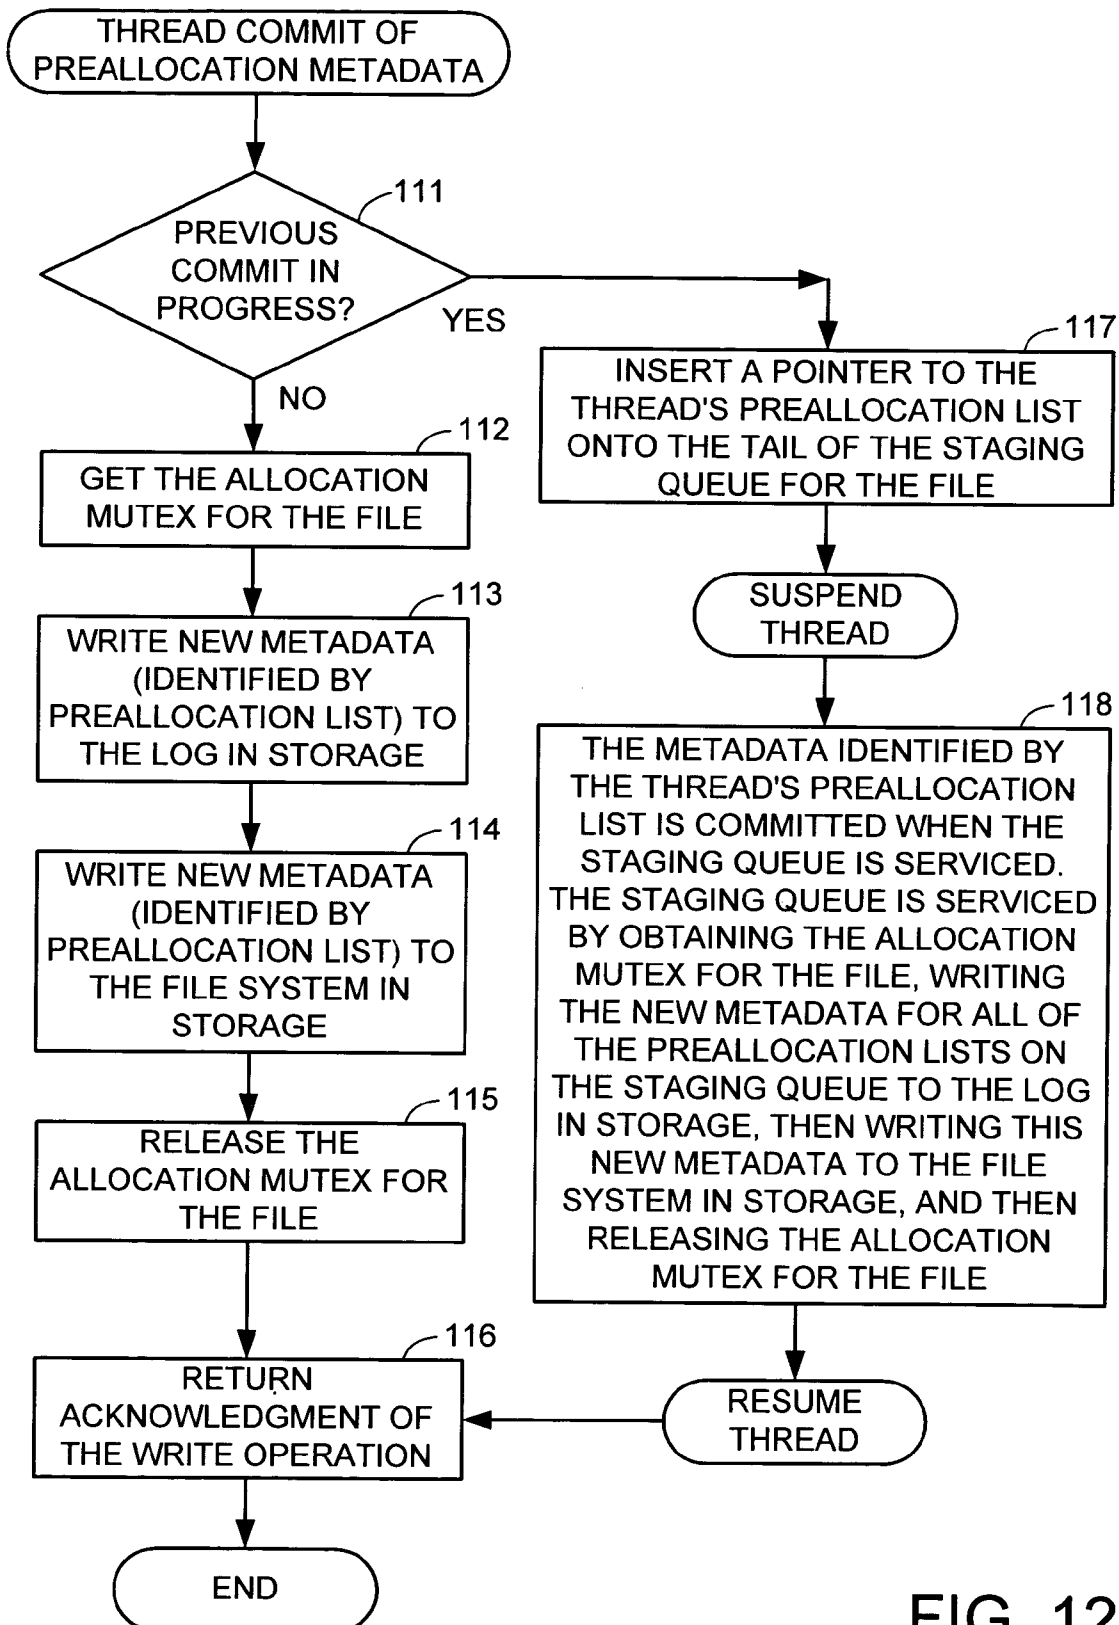 THREAD COMMIT OF
PREALLOCATION METADATA
111
PREVIOUS
COMMIT IN
PROGRESS?
YES
NO
112
GET THE ALLOCATION
MUTEX FOR THE FILE
113
WRITE NEW METADATA
(IDENTIFIED BY
PREALLOCATION LIST) TO
THE LOG IN STORAGE
114
WRITE NEW METADATA
(IDENTIFIED BY
PREALLOCATION LIST) TO
THE FILE SYSTEM IN
STORAGE
115
RELEASE THE
ALLOCATION MUTEX FOR
THE FILE
117
INSERT A POINTER TO THE
THREAD'S PREALLOCATION LIST
ONTO THE TAIL OF THE STAGING
QUEUE FOR THE FILE
SUSPEND
THREAD
118
THE METADATA IDENTIFIED BY
THE THREAD'S PREALLOCATION
LIST IS COMMITTED WHEN THE
STAGING QUEUE IS SERVICED.
THE STAGING QUEUE IS SERVICED
BY OBTAINING THE ALLOCATION
MUTEX FOR THE FILE, WRITING
THE NEW METADATA FOR ALL OF
THE PREALLOCATION LISTS ON
THE STAGING QUEUE TO THE LOG
IN STORAGE, THEN WRITING THIS
NEW METADATA TO THE FILE
SYSTEM IN STORAGE, AND THEN
RELEASING THE ALLOCATION
MUTEX FOR THE FILE
RESUME
THREAD
116
RETURN
ACKNOWLEDGMENT OF
THE WRITE OPERATION
END
FIG. 12